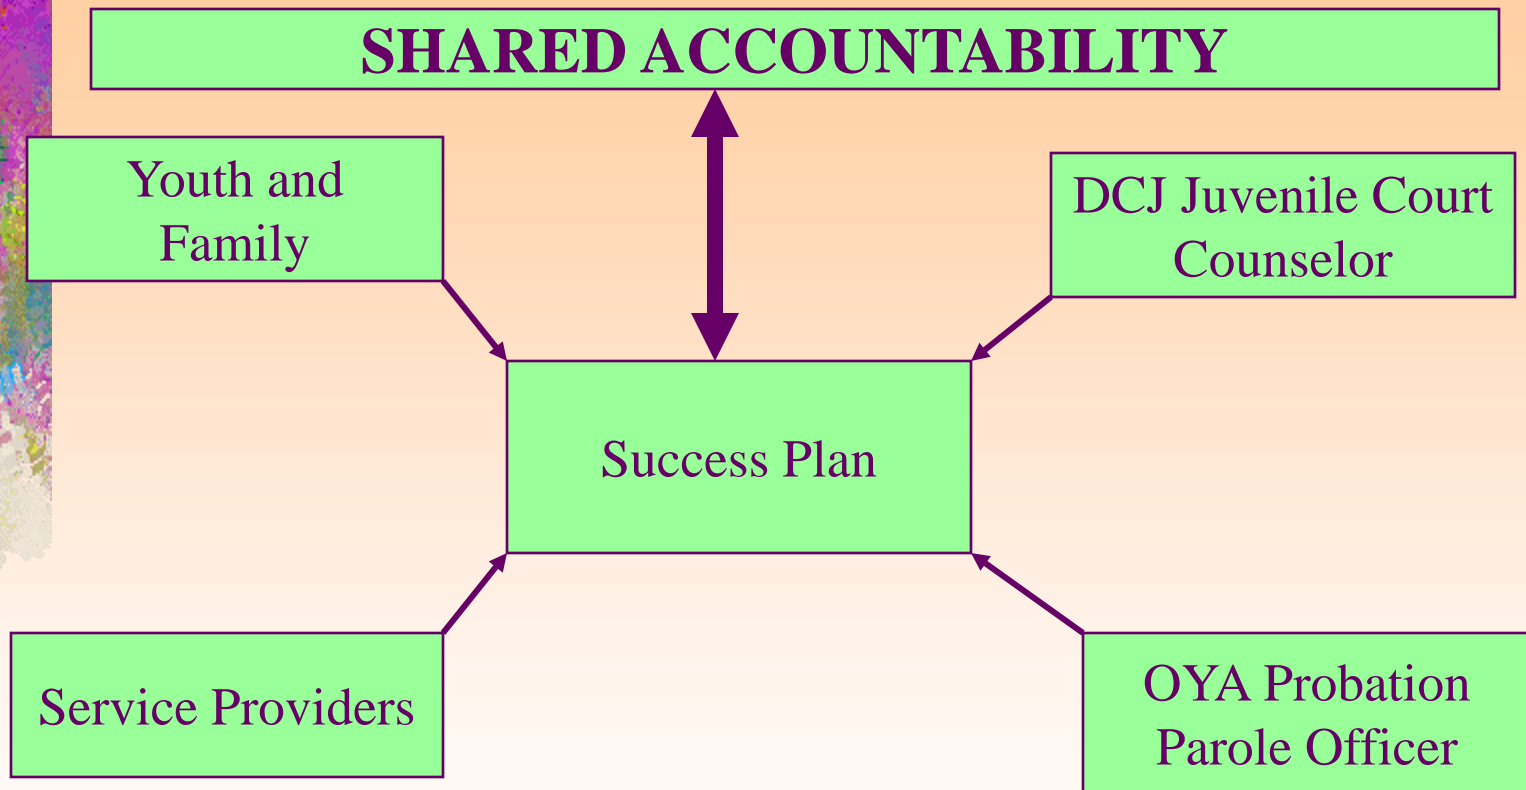 SHARED ACCOUNTABILITY
Youth and
Family
DCJ Juvenile Court
Counselor
Success Plan
Service Providers
OYA Probation
Parole Officer